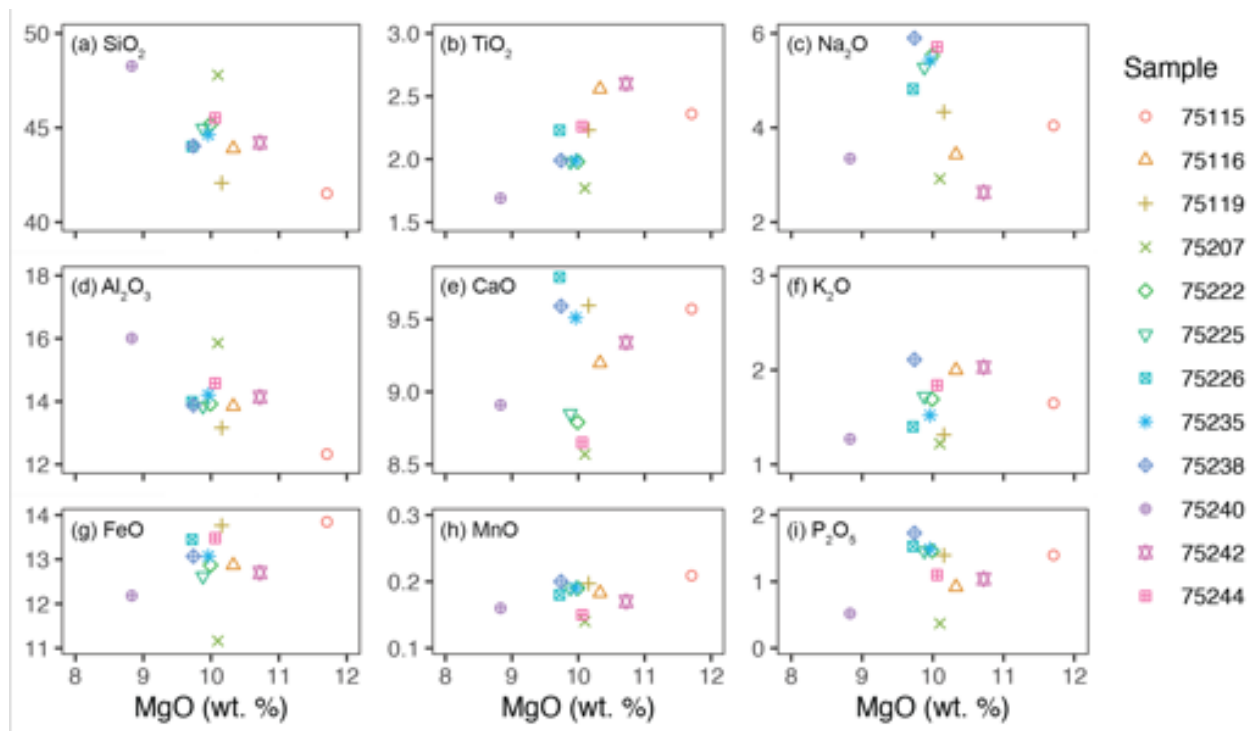 (a) SiO₂
50
45
40
(b) TiO₂
3.0
2.5
2.0
1.5
(c) Na₂O
6
4
2
(d) Al₂O₃
18
16
14
12
(e) CaO
9.5
9.0
8.5
(f) K₂O
3
2
1
(g) FeO
14
13
12
11
8 9 10 11 12
MgO (wt. %)
(h) MnO
0.3
0.2
0.1
8 9 10 11 12
MgO (wt. %)
(i) P₂O₅
2
1
0
8 9 10 11 12
MgO (wt. %)
Sample
75115
75116
75119
75207
75222
75225
75226
75235
75238
75240
75242
75244